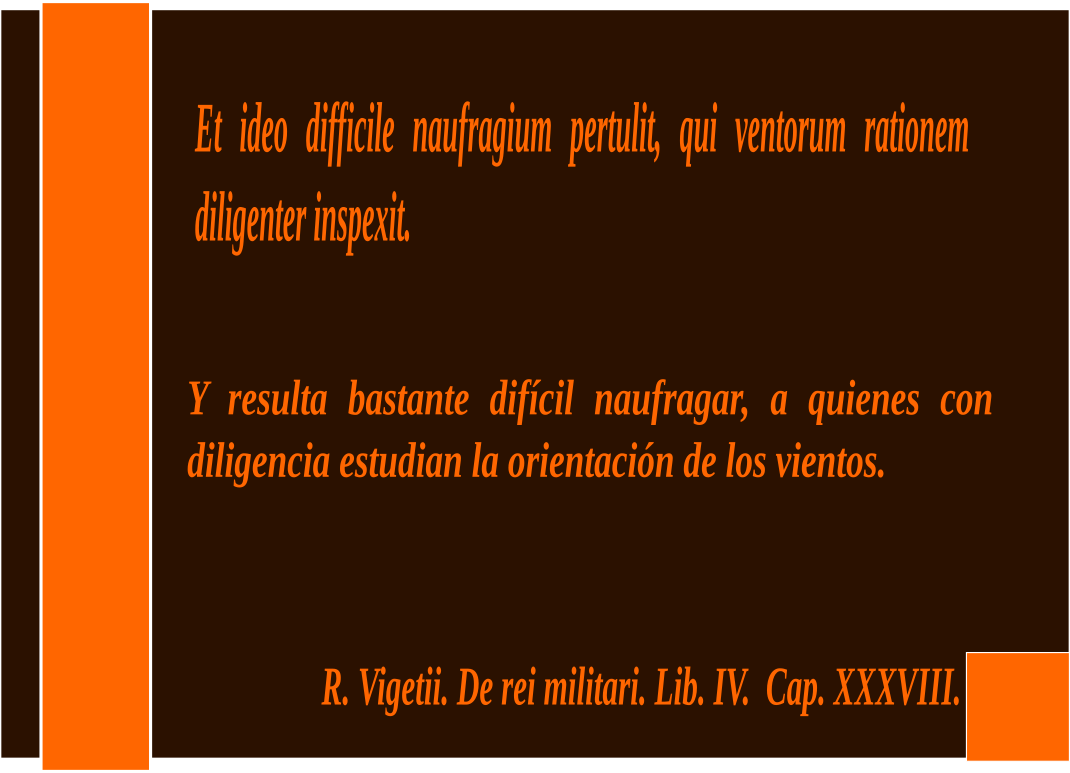 Et ideo difficile naufragium pertulit, qui ventorum rationem
diligenter inspexit.
Y resulta bastante difícil naufragar, a quienes con
diligencia estudian la orientación de los vientos.
R. Vigetii. De rei militari. Lib. IV. Cap. XXXVIII.